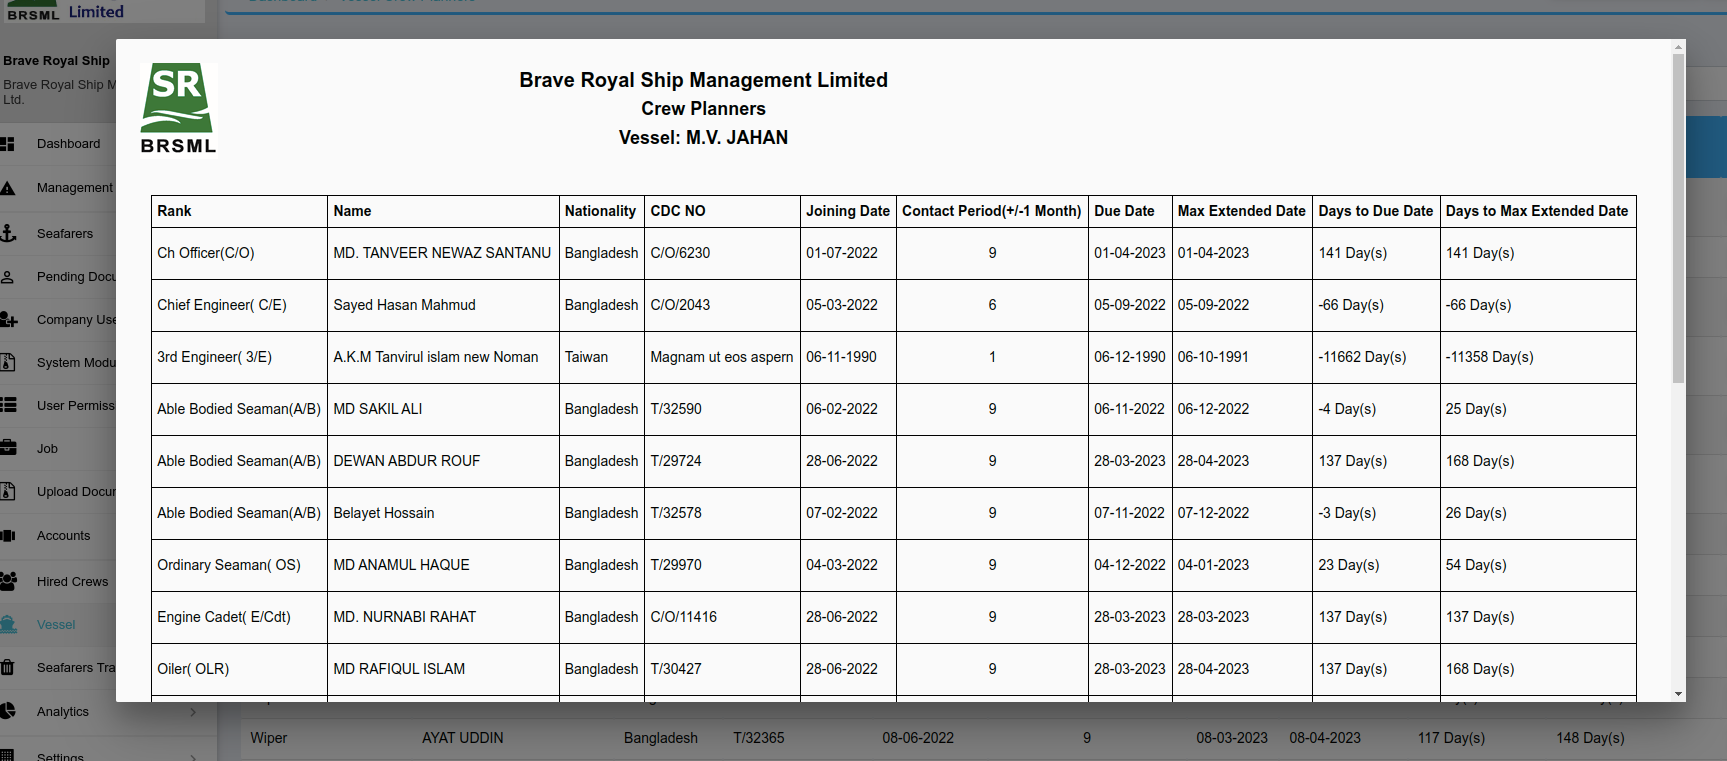 BRSML Limited
Brave Royal Ship
Brave Royal Ship M
Ltd.
Dashboard
Management
Seafarers
Pending Docu
Company Use
System Modu
User Permiss
Job
Upload Docur
Accounts
Hired Crews
Vessel
Seafarers Tra
Analytics
Settings
SR
BRSML
Brave Royal Ship Management Limited
Crew Planners
Vessel: M.V. JAHAN
Rank Name Nationality CDC NO Joining Date Contact Period(+/-1 Month) Due Date Max Extended Date Days to Due Date Days to Max Extended Date
Ch Officer(C/O) MD. TANVEER NEWAZ SANTANU Bangladesh C/O/6230 01-07-2022 9 01-04-2023 01-04-2023 141 Day(s) 141 Day(s)
Chief Engineer( C/E) Sayed Hasan Mahmud Bangladesh C/O/2043 05-03-2022 6 05-09-2022 05-09-2022 -66 Day(s) -66 Day(s)
3rd Engineer( 3/E) A.K.M Tanvirul islam new Noman Taiwan Magnam ut eos aspern 06-11-1990 1 06-12-1990 06-10-1991 -11662 Day(s) -11358 Day(s)
Able Bodied Seaman(A/B) MD SAKIL ALI Bangladesh T/32590 06-02-2022 9 06-11-2022 06-12-2022 -4 Day(s) 25 Day(s)
Able Bodied Seaman(A/B) DEWAN ABDUR ROUF Bangladesh T/29724 28-06-2022 9 28-03-2023 28-04-2023 137 Day(s) 168 Day(s)
Able Bodied Seaman(A/B) Belayet Hossain Bangladesh T/32578 07-02-2022 9 07-11-2022 07-12-2022 -3 Day(s) 26 Day(s)
Ordinary Seaman( OS) MD ANAMUL HAQUE Bangladesh T/29970 04-03-2022 9 04-12-2022 04-01-2023 23 Day(s) 54 Day(s)
Engine Cadet( E/Cdt) MD. NURNABI RAHAT Bangladesh C/O/11416 28-06-2022 9 28-03-2023 28-03-2023 137 Day(s) 137 Day(s)
Oiler( OLR) MD RAFIQUL ISLAM Bangladesh T/30427 28-06-2022 9 28-03-2023 28-04-2023 137 Day(s) 168 Day(s)
Wiper AYAT UDDIN Bangladesh T/32365 08-06-2022 9 08-03-2023 08-04-2023 117 Day(s) 148 Day(s)